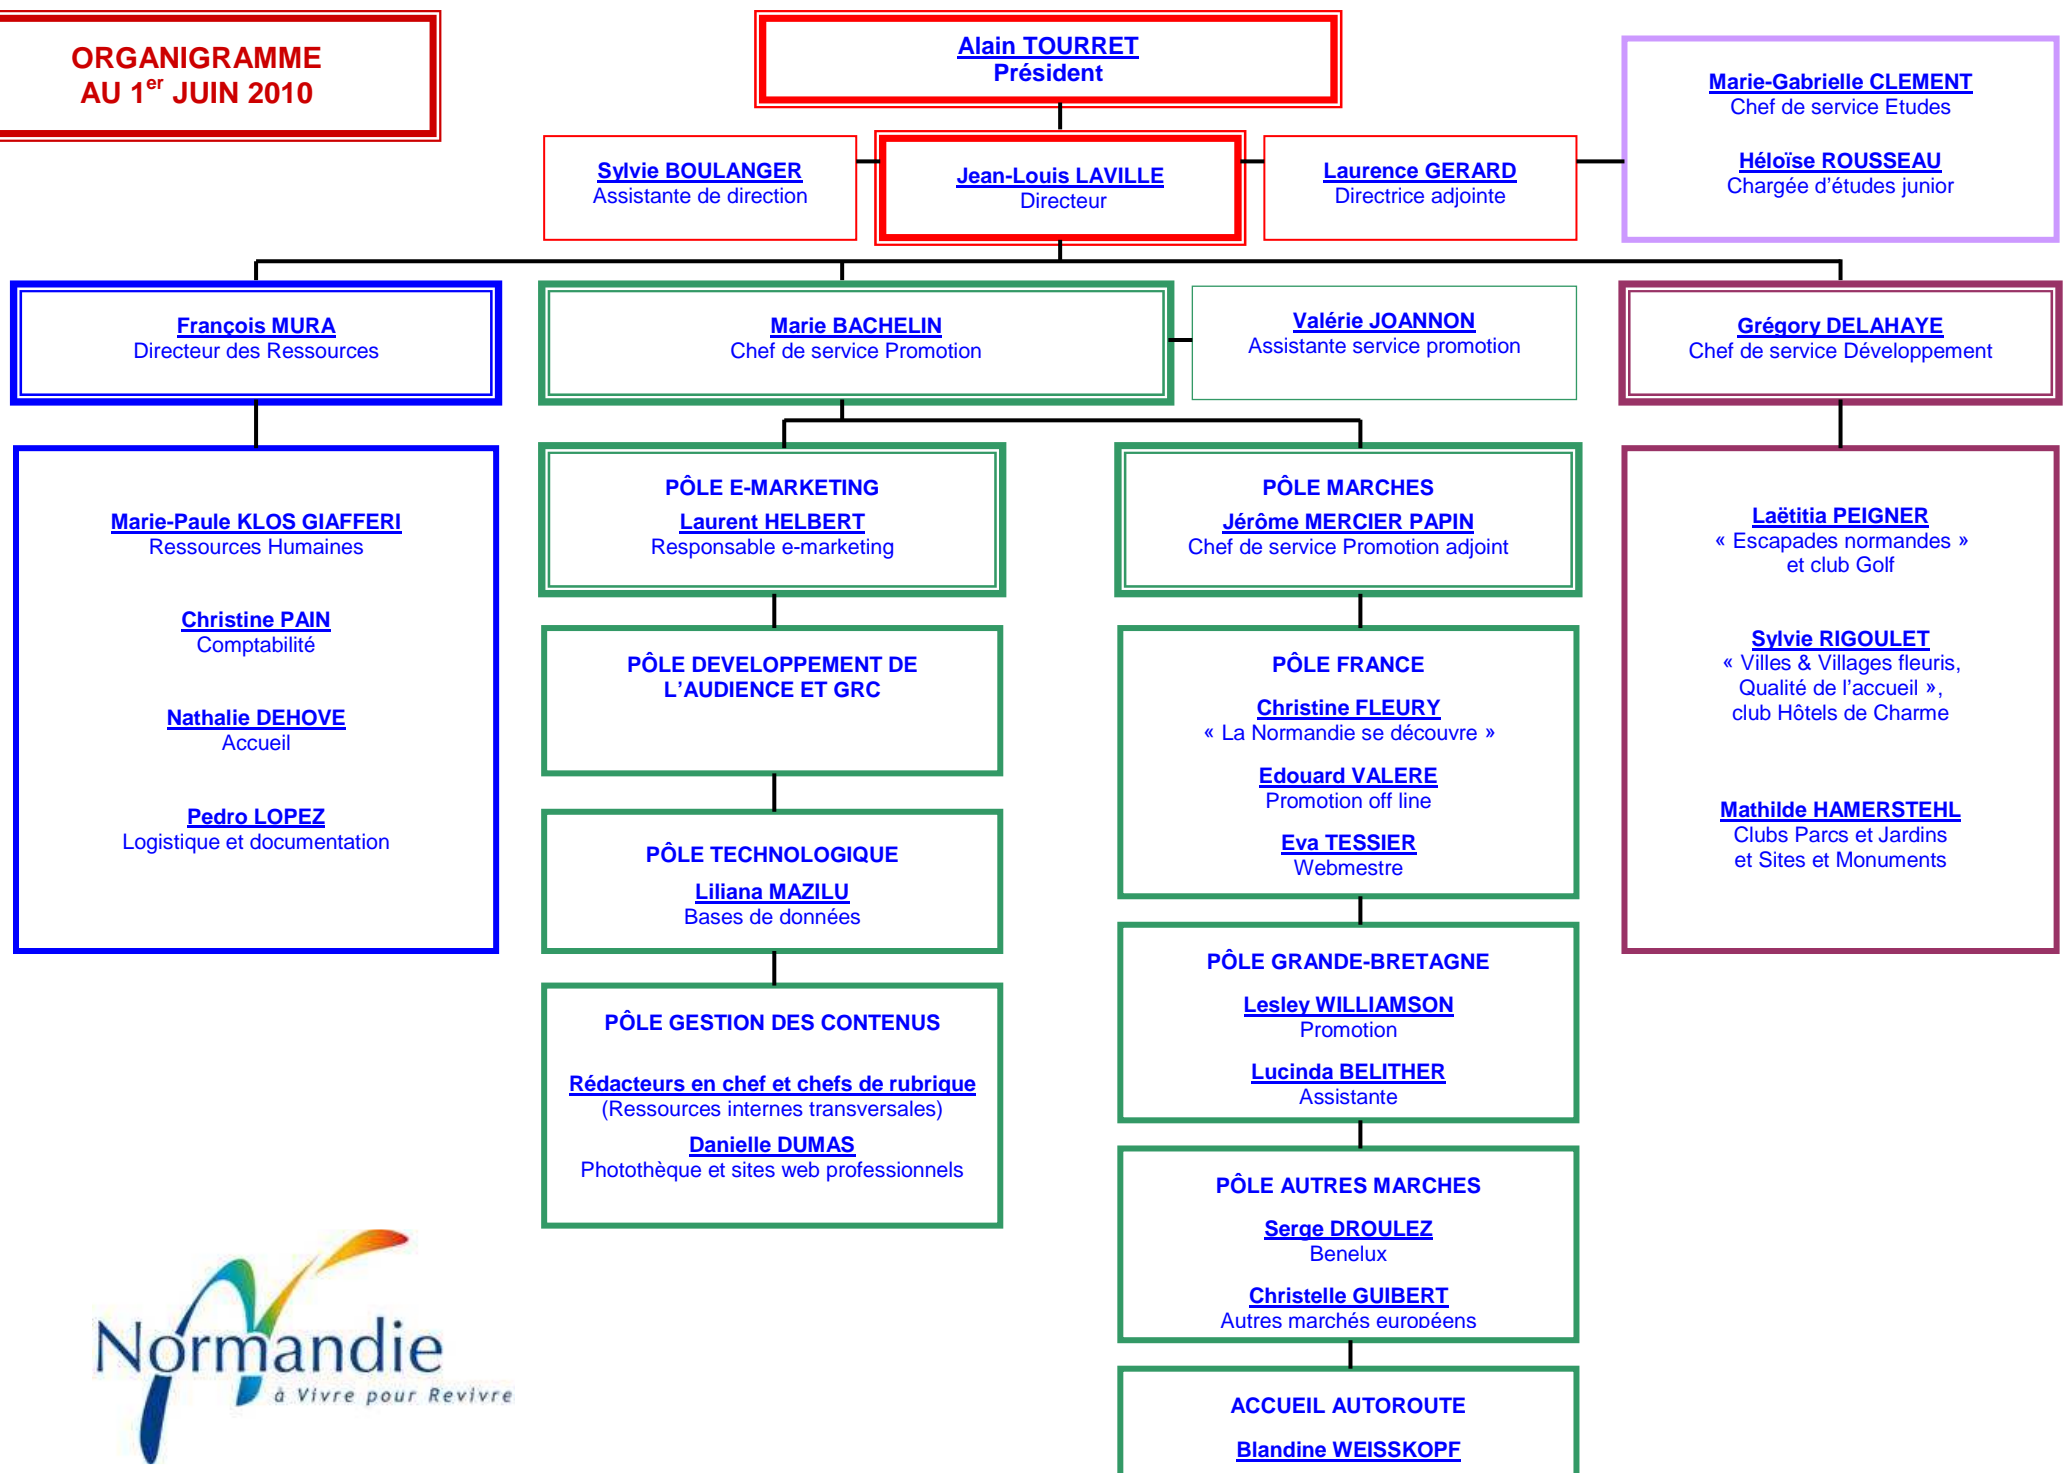 ORGANIGRAMME
AU 1er JUIN 2010
Alain TOURRET
Président
Marie-Gabrielle CLEMENT
Chef de service Etudes
Héloïse ROUSSEAU
Chargée d'études junior
Sylvie BOULANGER
Assistante de direction
Jean-Louis LAVILLE
Directeur
Laurence GERARD
Directrice adjointe
François MURA
Directeur des Ressources
Marie BACHELIN
Chef de service Promotion
Valérie JOANNON
Assistante service promotion
Grégory DELAHAYE
Chef de service Développement
Marie-Paule KLOS GIAFFERI
Ressources Humaines
Christine PAIN
Comptabilité
Nathalie DEHOVE
Accueil
Pedro LOPEZ
Logistique et documentation
PÔLE E-MARKETING
Laurent HELBERT
Responsable e-marketing
PÔLE DEVELOPPEMENT DE
L'AUDIENCE ET GRC
PÔLE TECHNOLOGIQUE
Liliana MAZILU
Bases de données
PÔLE GESTION DES CONTENUS
Rédacteurs en chef et chefs de rubrique
(Ressources internes transversales)
Danielle DUMAS
Photothèque et sites web professionnels
PÔLE MARCHES
Jérôme MERCIER PAPIN
Chef de service Promotion adjoint
PÔLE FRANCE
Christine FLEURY
« La Normandie se découvre »
Edouard VALERE
Promotion off line
Eva TESSIER
Webmestre
PÔLE GRANDE-BRETAGNE
Lesley WILLIAMSON
Promotion
Lucinda BELITHER
Assistante
PÔLE AUTRES MARCHES
Serge DROULEZ
Benelux
Christelle GUIBERT
Autres marchés européens
ACCUEIL AUTOROUTE
Blandine WEISSKOPF
Laëtitia PEIGNER
« Escapades normandes »
et club Golf
Sylvie RIGOULET
« Villes & Villages fleuris,
Qualité de l'accueil »,
club Hôtels de Charme
Mathilde HAMERSTEHL
Clubs Parcs et Jardins
et Sites et Monuments
Normandie
à Vivre pour Revivre